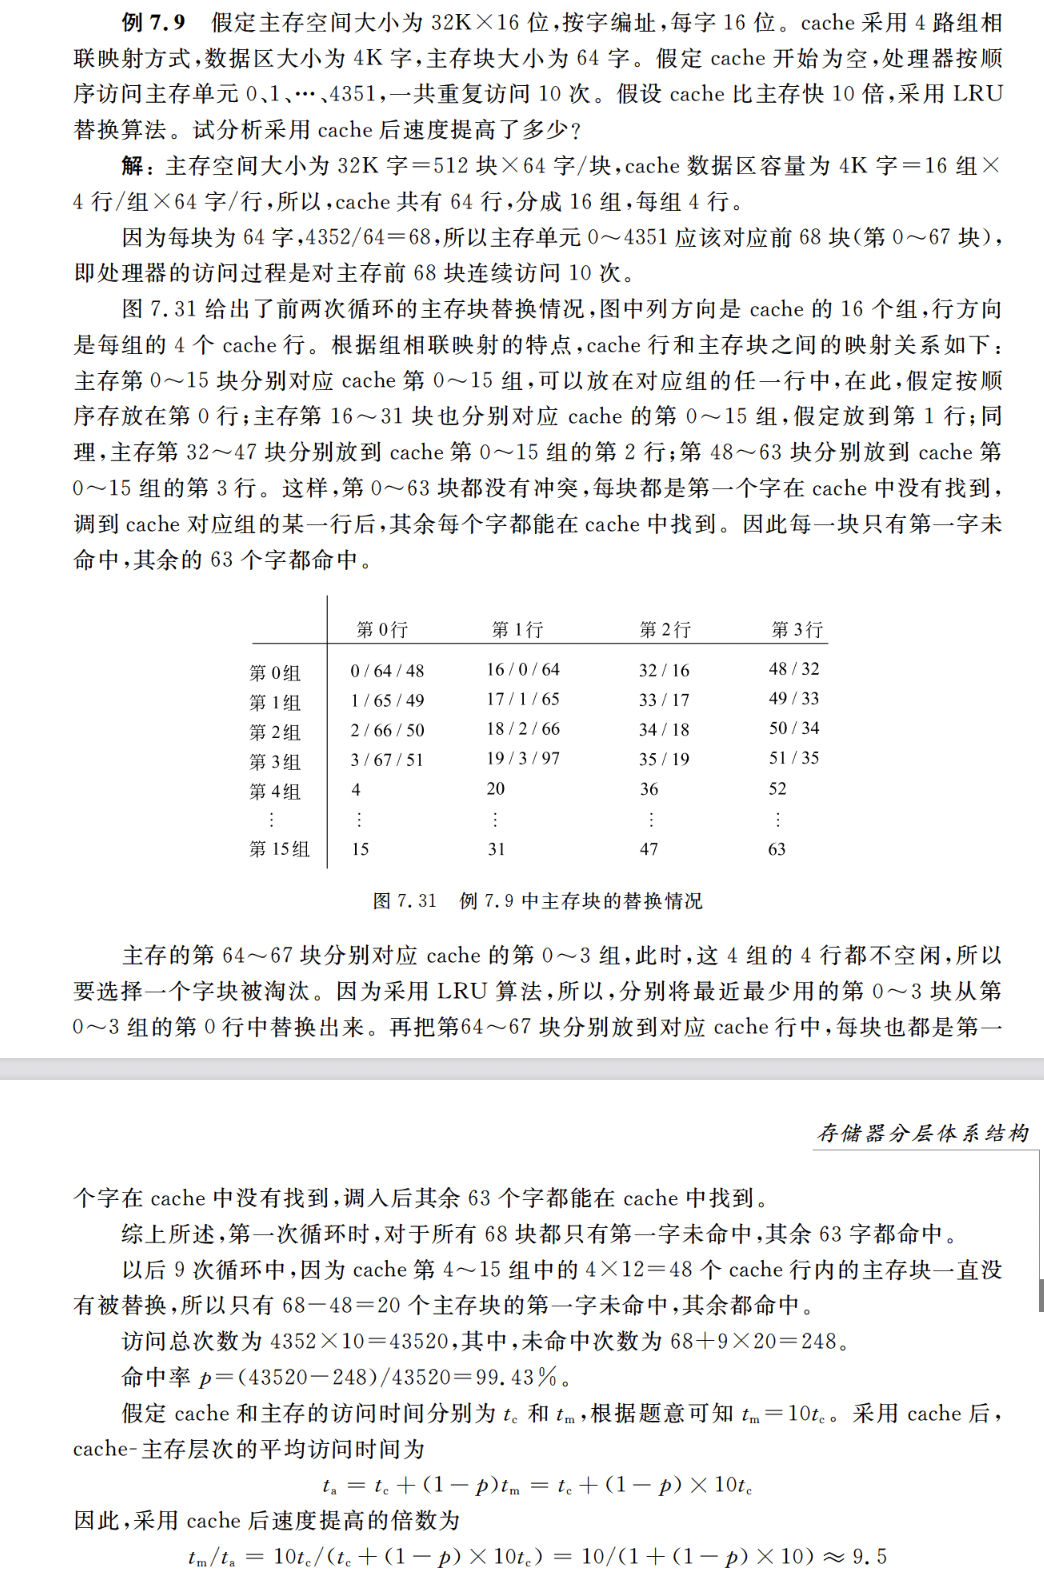 例 7.9 假定主存空间大小为 32K×16 位,按字编址,每字 16 位。cache 采用 4 路组相
联映射方式,数据区大小为 4K 字,主存块大小为 64 字。假定 cache 开始为空,处理器按顺
序访问主存单元 0、1、…、4351,一共重复访问 10 次。假设 cache 比主存快 10 倍,采用 LRU
替换算法。试分析采用 cache 后速度提高了多少?
解: 主存空间大小为 32K 字=512 块×64 字/块,cache 数据区容量为 4K 字=16 组×
4 行/组×64 字/行,所以,cache 共有 64 行,分成 16 组,每组 4 行。
因为每块为 64 字,4352/64=68,所以主存单元 0~4351 应该对应前 68 块(第 0~67 块),
即处理器的访问过程是对主存前 68 块连续访问 10 次。
图 7.31 给出了前两次循环的主存块替换情况,图中列方向是 cache 的 16 个组,行方向
是每组的 4 个 cache 行。根据组相联映射的特点,cache 行和主存块之间的映射关系如下:
主存第 0~15 块分别对应 cache 第 0~15 组,可以放在对应组的任一行中,在此,假定按顺
序存放在第 0 行;主存第 16~31 块也分别对应 cache 的第 0~15 组,假定放到第 1 行;同
理,主存第 32~47 块分别放到 cache 第 0~15 组的第 2 行;第 48~63 块分别放到 cache 第
0~15 组的第 3 行。这样,第 0~63 块都没有冲突,每块都是第一个字在 cache 中没有找到,
调到 cache 对应组的某一行后,其余每个字都能在 cache 中找到。因此每一块只有第一字未
命中,其余的 63 个字都命中。
第 0行 第 1行 第 2行 第 3行
第 0组 0 / 64 / 48 16 / 0 / 64 32 / 16 48 / 32
第 1组 1 / 65 / 49 17 / 1 / 65 33 / 17 49 / 33
第 2组 2 / 66 / 50 18 / 2 / 66 34 / 18 50 / 34
第 3组 3 / 67 / 51 19 / 3 / 97 35 / 19 51 / 35
第 4组 4 20 36 52
⋮ ⋮ ⋮ ⋮ ⋮
第 15组 15 31 47 63
图 7.31 例 7.9 中主存块的替换情况
主存的第 64~67 块分别对应 cache 的第 0~3 组,此时,这 4 组的 4 行都不空闲,所以
要选择一个字块被淘汰。因为采用 LRU 算法,所以,分别将最近最少用的第 0~3 块从第
0~3 组的第 0 行中替换出来。再把第64~67 块分别放到对应 cache 行中,每块也都是第一
存储器分层体系结构
个字在 cache 中没有找到,调入后其余 63 个字都能在 cache 中找到。
综上所述,第一次循环时,对于所有 68 块都只有第一字未命中,其余 63 字都命中。
以后 9 次循环中,因为 cache 第 4~15 组中的 4×12=48 个 cache 行内的主存块一直没
有被替换,所以只有 68-48=20 个主存块的第一字未命中,其余都命中。
访问总次数为 4352×10=43520,其中,未命中次数为 68+9×20=248。
命中率 p=(43520-248)/43520=99.43%。
假定 cache 和主存的访问时间分别为 tc 和 tm,根据题意可知 tm=10tc。采用 cache 后,
cache-主存层次的平均访问时间为
ta = tc + (1 - p)tm = tc + (1 - p) × 10tc
因此,采用 cache 后速度提高的倍数为
tm/ta = 10tc/(tc + (1 - p) × 10tc) = 10/(1 + (1 - p) × 10) ≈ 9.5